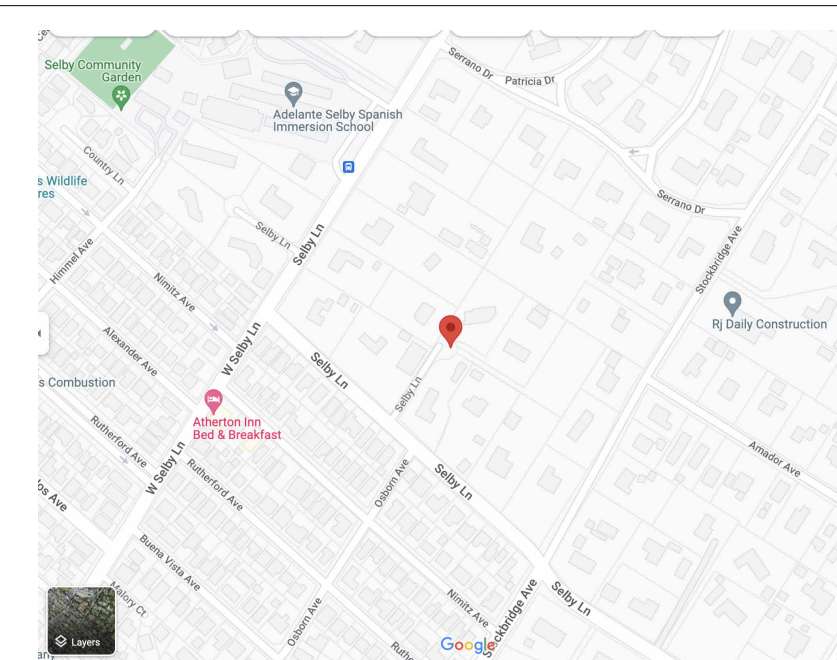 Serrano Dr
Patricia Dr
Selby Community
Garden
Adelante Selby Spanish
Immersion School
Country Ln
s Wildlife
res
Serrano Dr
Selby Ln
Selby Ln
Himmel Ave
Stockbridge Ave
Nimitz Ave
Rj Daily Construction
W Selby Ln
Alexander Ave
Selby Ln
s Combustion
Selby Ln
Atherton Inn
Bed & Breakfast
Rutherford Ave
W Selby Ln
Amador Ave
Rutherford Ave
Osborn Ave
Selby Ln
os Ave
Buena Vista Ave
Malory Ct
Nimitz Ave
Selby Ln
Osborn Ave
ckbridge Ave
Layers
Google
Ruthe